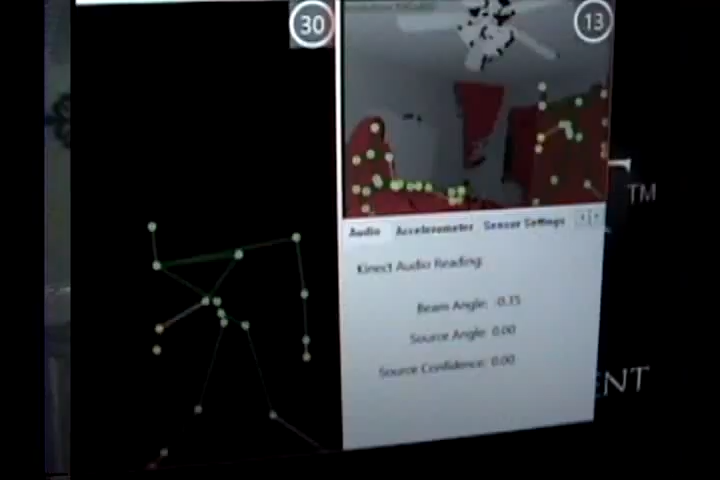 30
13
Audio Accelerometer Sensor Settings
TM
Kinect Audio Reading:
Beam Angle: -0.35
Source Angle: 0.00
Source Confidence: 0.00
ENT